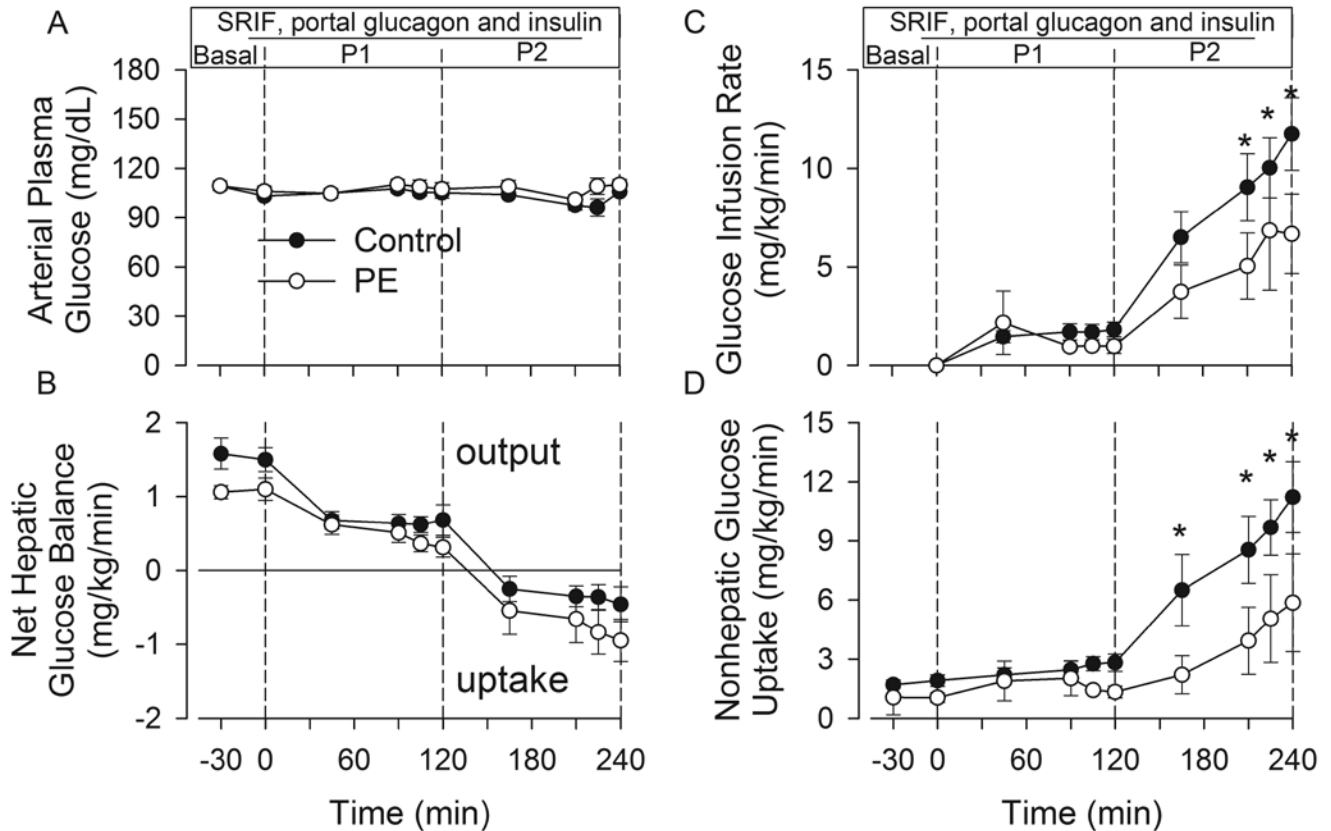 A
SRIF, portal glucagon and insulin
Basal P1 P2
180
150
120
90
60
30
0
Arterial Plasma
Glucose (mg/dL)
Control
PE
B
2
1
0
-1
-2
Net Hepatic
Glucose Balance
(mg/kg/min)
output
uptake
-30 0 60 120 180 240
Time (min)
C
SRIF, portal glucagon and insulin
Basal P1 P2
15
10
5
0
Glucose Infusion Rate
(mg/kg/min)
* * *
D
15
12
9
6
3
0
Nonhepatic Glucose
Uptake (mg/kg/min)
* * * *
-30 0 60 120 180 240
Time (min)